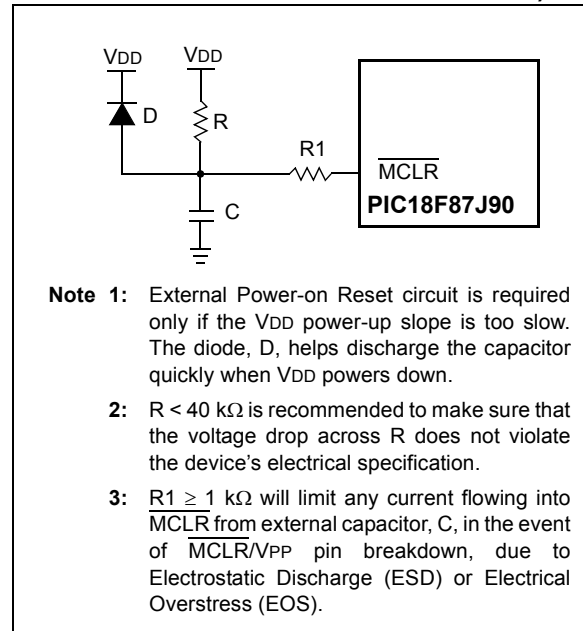 VDD VDD
D
R
R1
MCLR
PIC18F87J90
C
Note 1: External Power-on Reset circuit is required
only if the VDD power-up slope is too slow.
The diode, D, helps discharge the capacitor
quickly when VDD powers down.
2: R < 40 kΩ is recommended to make sure that
the voltage drop across R does not violate
the device's electrical specification.
3: R1 ≥ 1 kΩ will limit any current flowing into
MCLR from external capacitor, C, in the event
of MCLR/VPP pin breakdown, due to
Electrostatic Discharge (ESD) or Electrical
Overstress (EOS).